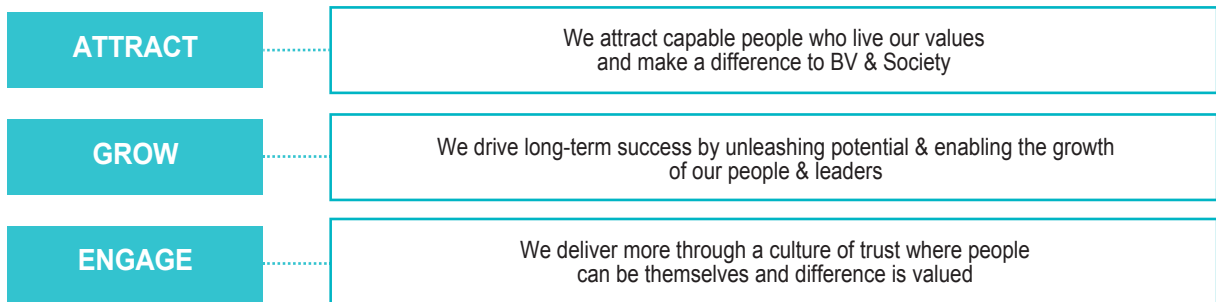 ATTRACT
We attract capable people who live our values
and make a difference to BV & Society
GROW
We drive long-term success by unleashing potential & enabling the growth
of our people & leaders
ENGAGE
We deliver more through a culture of trust where people
can be themselves and difference is valued